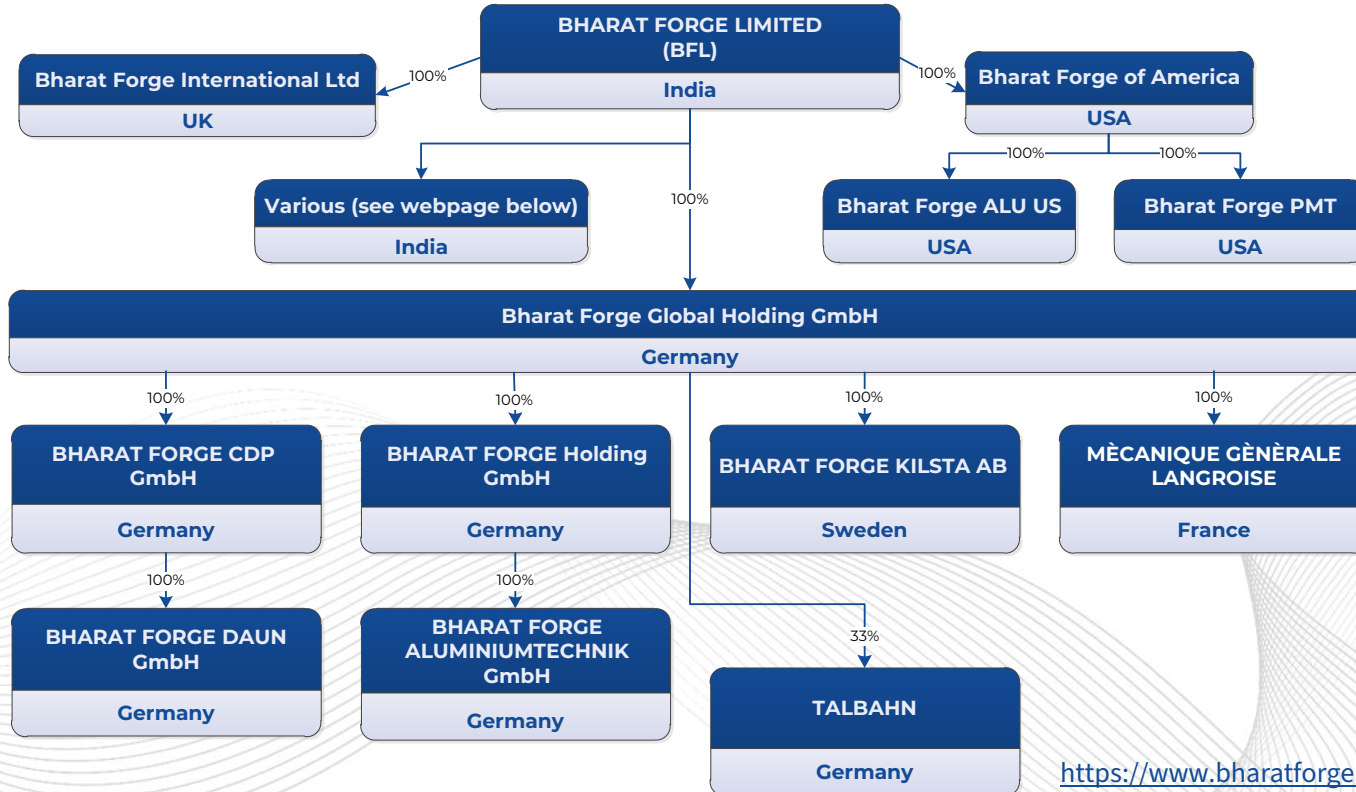 BHARAT FORGE LIMITED
(BFL)
India
Bharat Forge International Ltd
UK
100%
100%
Bharat Forge of America
USA
Various (see webpage below)
India
100%
100%
100%
Bharat Forge ALU US
USA
Bharat Forge PMT
USA
Bharat Forge Global Holding GmbH
Germany
100%
100%
100%
100%
BHARAT FORGE CDP
GmbH
Germany
BHARAT FORGE Holding
GmbH
Germany
BHARAT FORGE KILSTA AB
Sweden
MÈCANIQUE GÈNÈRALE
LANGROISE
France
100%
100%
33%
BHARAT FORGE DAUN
GmbH
Germany
BHARAT FORGE
ALUMINIUMTECHNIK
GmbH
Germany
TALBAHN
Germany
https://www.bharatforge